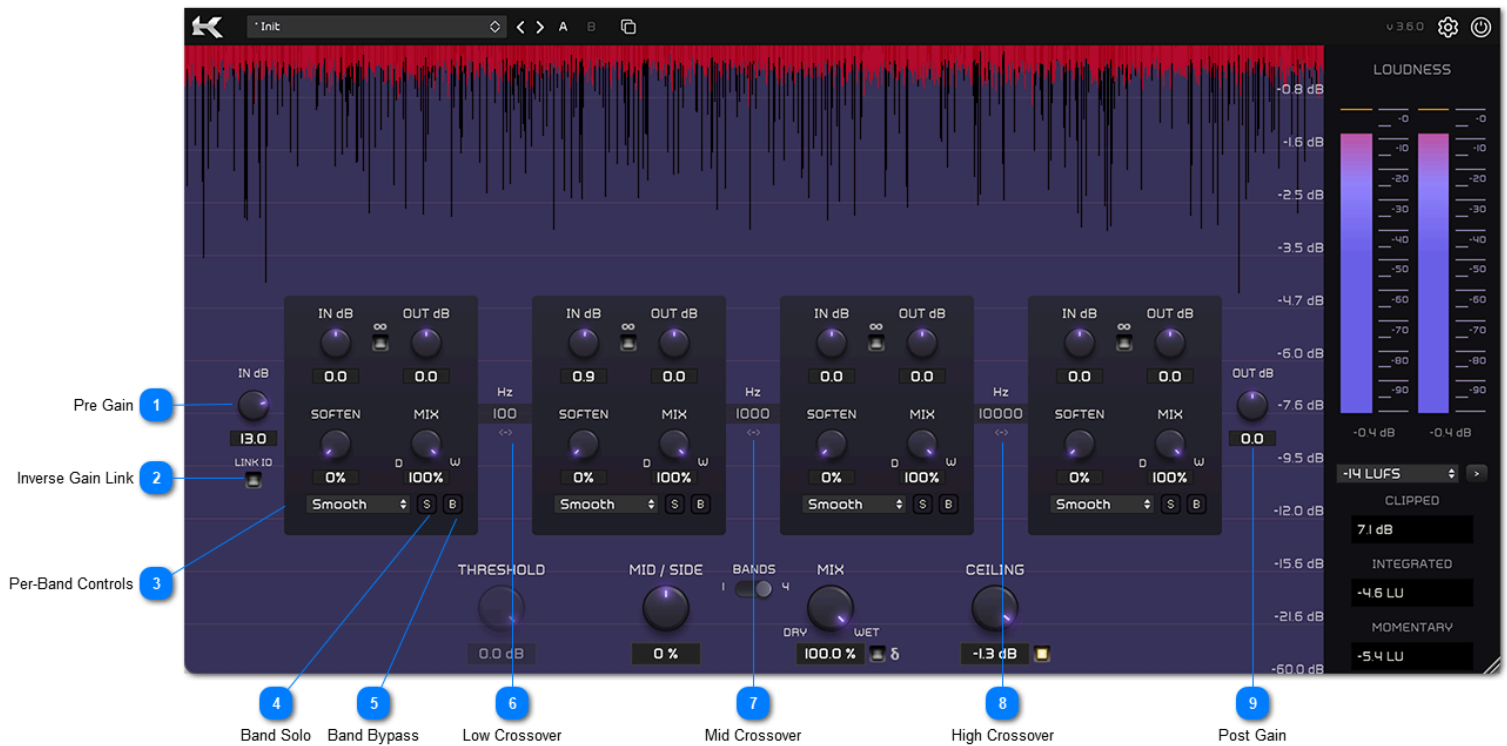 * Init
A
B
v 3.6.0
LOUDNESS
-0.8 dB
-1.6 dB
-2.5 dB
-3.5 dB
-4.7 dB
-6.0 dB
-7.6 dB
-9.5 dB
-12.0 dB
-15.6 dB
-21.6 dB
-60.0 dB
-0 -0
-10 -10
-20 -20
-30 -30
-40 -40
-50 -50
-60 -60
-70 -70
-80 -80
-90 -90
-0.4 dB -0.4 dB
-14 LUFS >
CLIPPED
7.1 dB
INTEGRATED
-4.6 LU
MOMENTARY
-5.4 LU
IN dB ∞ OUT dB
0.0 0.0
SOFTEN MIX
D W
0% 100%
Smooth S B
IN dB ∞ OUT dB
0.9 0.0
SOFTEN MIX
D W
0% 100%
Smooth S B
IN dB ∞ OUT dB
0.0 0.0
SOFTEN MIX
D W
0% 100%
Smooth S B
IN dB ∞ OUT dB
0.0 0.0
SOFTEN MIX
D W
0% 100%
Smooth S B
IN dB
13.0
LINK IO
Hz
100
<->
Hz
1000
<->
Hz
10000
<->
OUT dB
0.0
THRESHOLD
0.0 dB
MID / SIDE
0 %
BANDS
1 4
MIX
DRY WET
100.0 % δ
CEILING
-1.3 dB
Pre Gain 1
Inverse Gain Link 2
Per-Band Controls 3
4
Band Solo
5
Band Bypass
6
Low Crossover
7
Mid Crossover
8
High Crossover
9
Post Gain